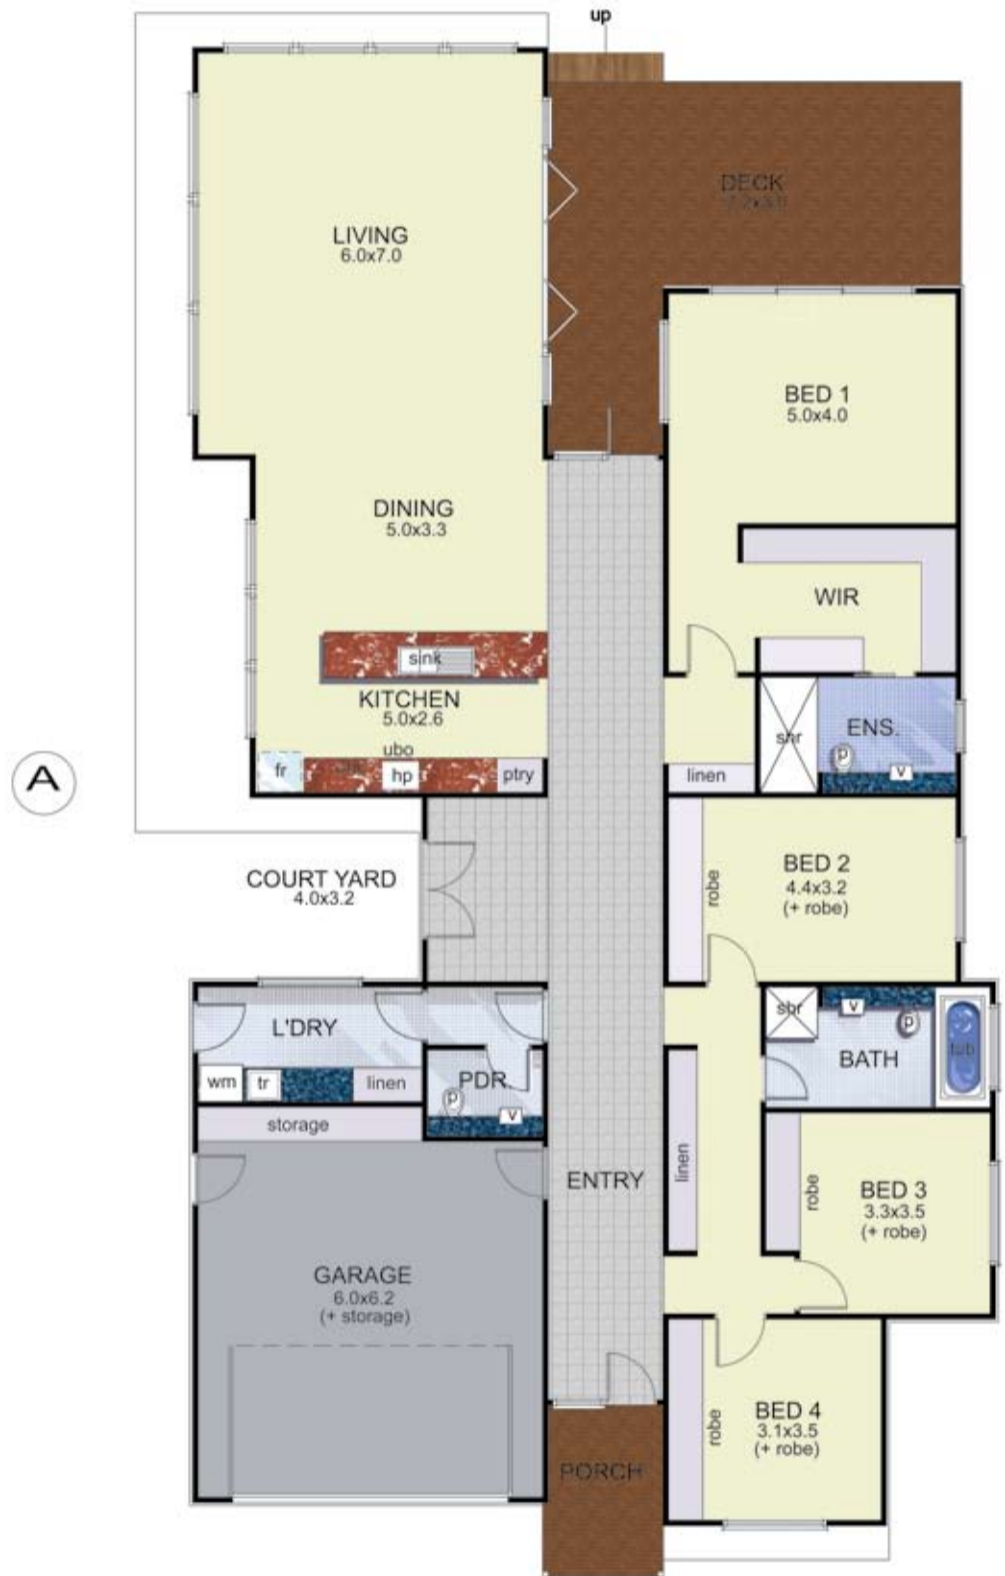 up
DECK
7.2x3.6
LIVING
6.0x7.0
BED 1
5.0x4.0
DINING
5.0x3.3
WIR
sink
KITCHEN
5.0x2.6
ubo
fr
hp
ptry
shr
ENS.
p
v
linen
A
COURT YARD
4.0x3.2
robe
BED 2
4.4x3.2
(+ robe)
L'DRY
wm
tr
linen
PDR
p
v
shr
v
p
BATH
tub
storage
linen
ENTRY
robe
BED 3
3.3x3.5
(+ robe)
GARAGE
6.0x6.2
(+ storage)
robe
BED 4
3.1x3.5
(+ robe)
PORCH